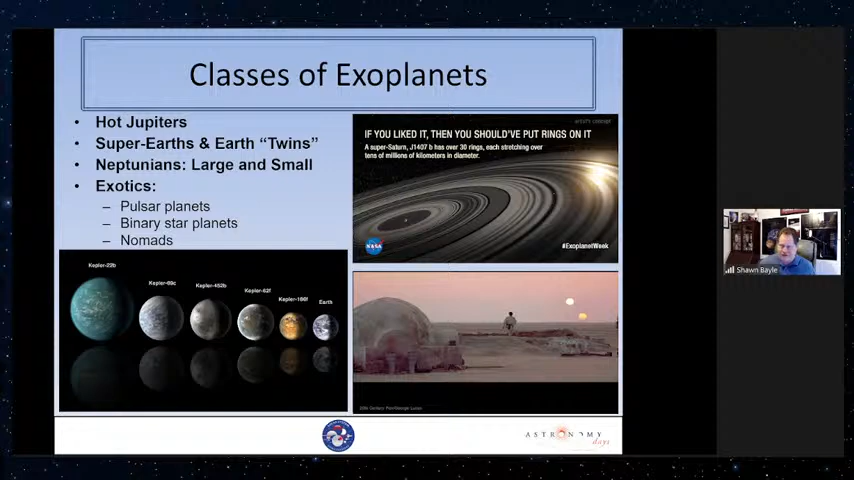 Classes of Exoplanets
• Hot Jupiters
• Super-Earths & Earth “Twins”
• Neptunians: Large and Small
• Exotics:
– Pulsar planets
– Binary star planets
– Nomads
artist's concept
IF YOU LIKED IT, THEN YOU SHOULD'VE PUT RINGS ON IT
A super-Saturn, J1407 b has over 30 rings, each stretching over
tens of millions of kilometers in diameter.
NASA
#ExoplanetWeek
Kepler-22b
Kepler-69c
Kepler-452b
Kepler-62f
Kepler-186f
Earth
ASTRONOMY
days
Shawn Bayle